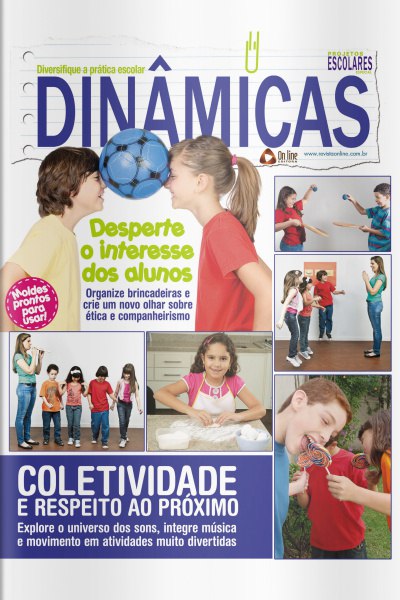 Diversifique a prática escolar
PROJETOS
ESCOLARES
ESPECIAL
DINÂMICAS
On line
EDITORA
www.revistaonline.com.br
Desperte
o interesse
dos alunos
Organize brincadeiras e
crie um novo olhar sobre
ética e companheirismo
Moldes
prontos
para
usar!
COLETIVIDADE
E RESPEITO AO PRÓXIMO
Explore o universo dos sons, integre música
e movimento em atividades muito divertidas